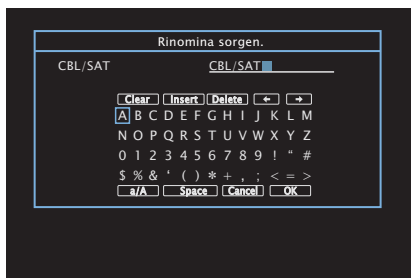 Rinomina sorgen.
CBL/SAT CBL/SAT
Clear Insert Delete ← →
A B C D E F G H I J K L M
N O P Q R S T U V W X Y Z
0 1 2 3 4 5 6 7 8 9 ! “ #
$ % & ‘ ( ) * + , ; < = >
a/A Space Cancel OK